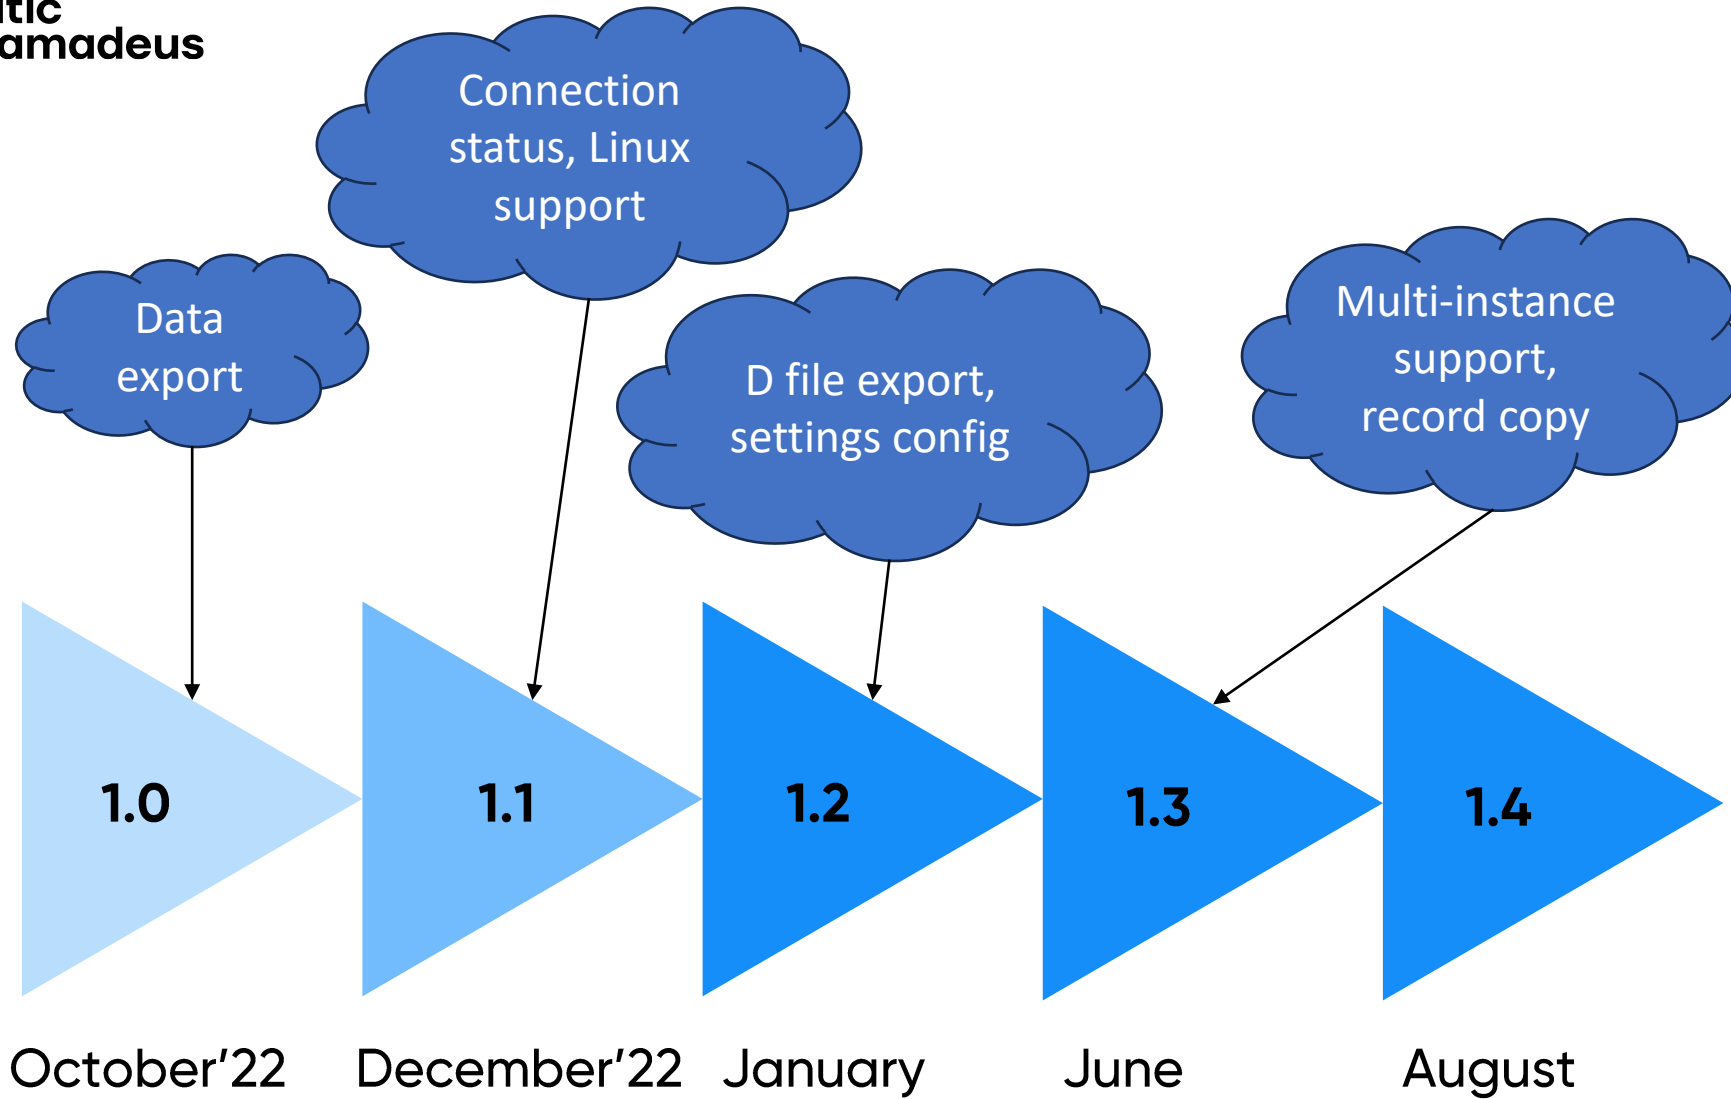 amadeus
Connection
status, Linux
support
Data
export
D file export,
settings config
Multi-instance
support,
record copy
1.0
1.1
1.2
1.3
1.4
October'22
December'22
January
June
August